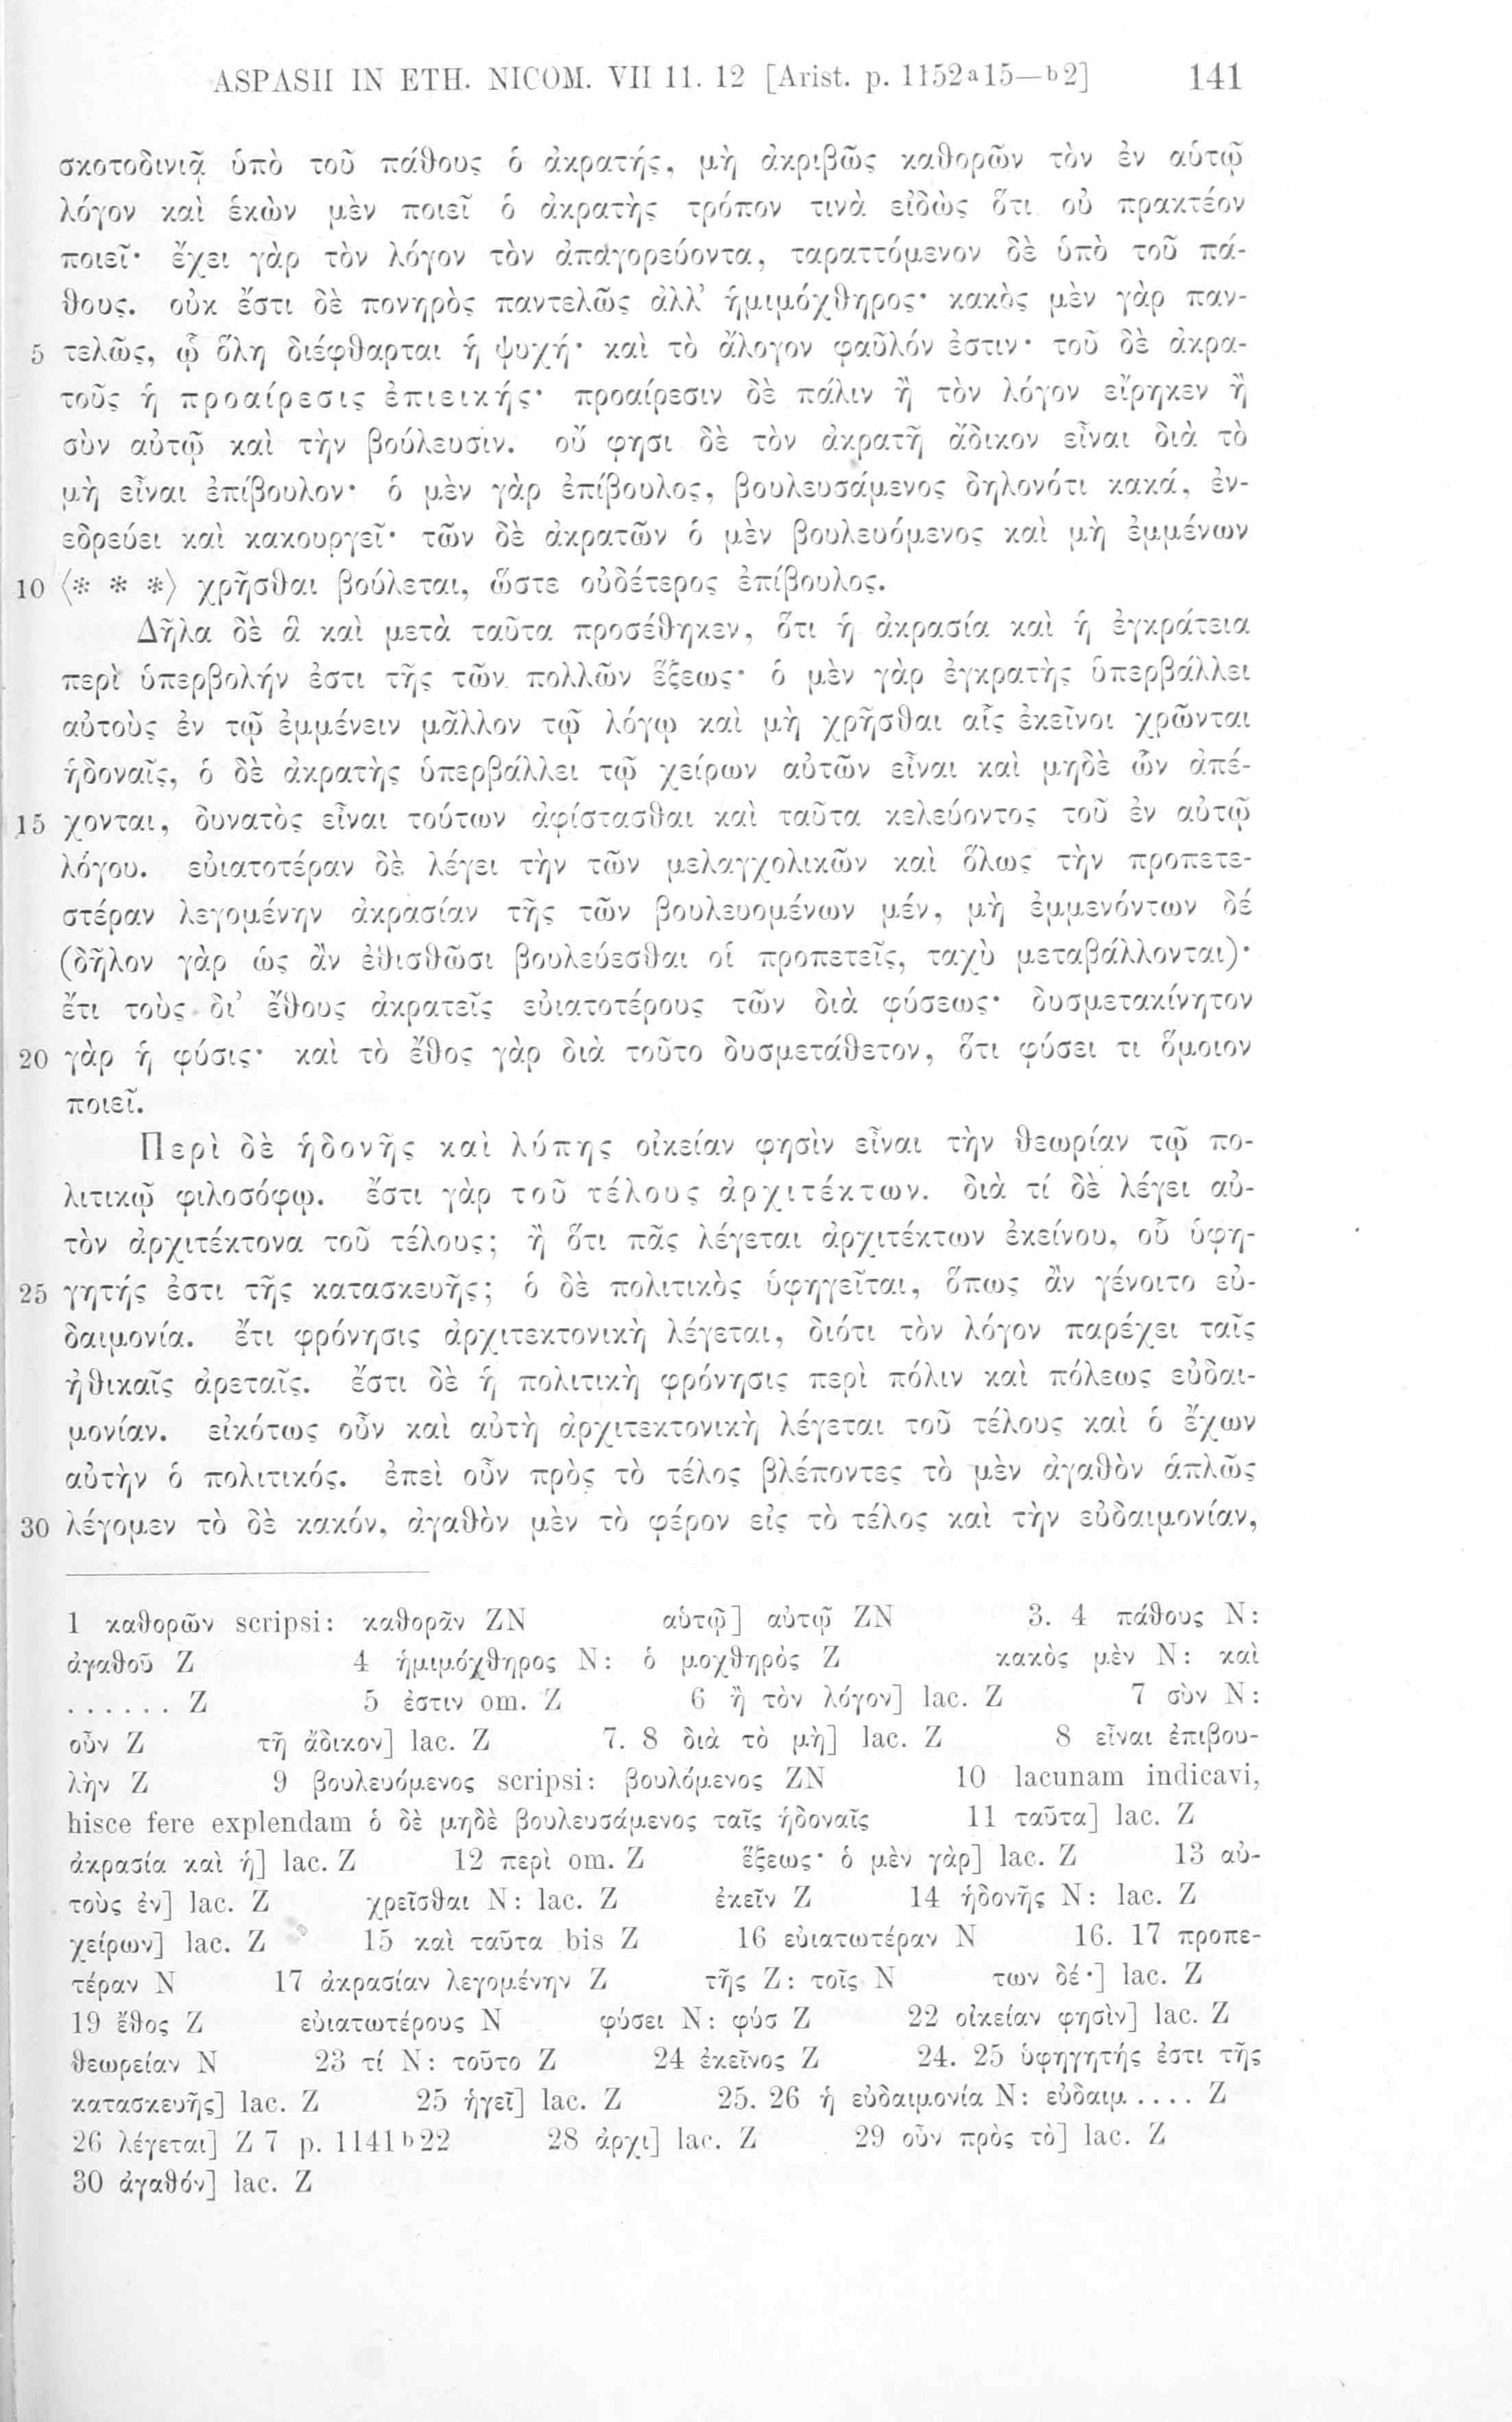 ASPASII IN ETH. NICOM. VII 11. 12 [Arist. p. 1152a15—b2] 141
σκοτοδινιᾷ ὑπὸ τοῦ πάθους ὁ ἀκρατής, μὴ ἀκριβῶς καθορῶν τὸν ἐν αὑτῷ
λόγον καὶ ἑκὼν μὲν ποιεῖ ὁ ἀκρατὴς τρόπον τινὰ εἰδὼς ὅτι οὐ πρακτέον
ποιεῖ· ἔχει γὰρ τὸν λόγον τὸν ἀπαγορεύοντα, ταραττόμενον δὲ ὑπὸ τοῦ πά-
θους. οὐκ ἔστι δὲ πονηρὸς παντελῶς ἀλλ’ ἡμιμόχθηρος· κακὸς μὲν γὰρ παν-
5 τελῶς, ᾧ ὅλη διέφθαρται ἡ ψυχή· καὶ τὸ ἄλογον φαῦλόν ἐστιν· τοῦ δὲ ἀκρα-
τοῦς ἡ προαίρεσις ἐπιεικής· προαίρεσιν δὲ πάλιν ἢ τὸν λόγον εἴρηκεν ἢ
σὺν αὐτῷ καὶ τὴν βούλευσιν. οὔ φησι δὲ τὸν ἀκρατῆ ἄδικον εἶναι διὰ τὸ
μὴ εἶναι ἐπίβουλον· ὁ μὲν γὰρ ἐπίβουλος, βουλευσάμενος δηλονότι κακά, ἐν-
εδρεύει καὶ κακουργεῖ· τῶν δὲ ἀκρατῶν ὁ μὲν βουλευόμενος καὶ μὴ ἐμμένων
10 ⟨* * *⟩ χρῆσθαι βούλεται, ὥστε οὐδέτερος ἐπίβουλος.
Δῆλα δὲ ἃ καὶ μετὰ ταῦτα προσέθηκεν, ὅτι ἡ ἀκρασία καὶ ἡ ἐγκράτεια
περὶ ὑπερβολήν ἐστι τῆς τῶν πολλῶν ἕξεως· ὁ μὲν γὰρ ἐγκρατὴς ὑπερβάλλει
αὐτοὺς ἐν τῷ ἐμμένειν μᾶλλον τῷ λόγῳ καὶ μὴ χρῆσθαι αἷς ἐκεῖνοι χρῶνται
ἡδοναῖς, ὁ δὲ ἀκρατὴς ὑπερβάλλει τῷ χείρων αὐτῶν εἶναι καὶ μηδὲ ὧν ἀπέ-
15 χονται, δυνατὸς εἶναι τούτων ἀφίστασθαι καὶ ταῦτα κελεύοντος τοῦ ἐν αὐτῷ
λόγου. εὐιατοτέραν δὲ λέγει τὴν τῶν μελαγχολικῶν καὶ ὅλως τὴν προπετε-
στέραν λεγομένην ἀκρασίαν τῆς τῶν βουλευομένων μέν, μὴ ἐμμενόντων δέ
(δῆλον γὰρ ὡς ἂν ἐθισθῶσι βουλεύεσθαι οἱ προπετεῖς, ταχὺ μεταβάλλονται)·
ἔτι τοὺς δι’ ἔθους ἀκρατεῖς εὐιατοτέρους τῶν διὰ φύσεως· δυσμετακίνητον
20 γὰρ ἡ φύσις· καὶ τὸ ἔθος γὰρ διὰ τοῦτο δυσμετάθετον, ὅτι φύσει τι ὅμοιον
ποιεῖ.
Περὶ δὲ ἡδονῆς καὶ λύπης οἰκείαν φησὶν εἶναι τὴν θεωρίαν τῷ πο-
λιτικῷ φιλοσόφῳ. ἔστι γὰρ τοῦ τέλους ἀρχιτέκτων. διὰ τί δὲ λέγει αὐ-
τὸν ἀρχιτέκτονα τοῦ τέλους; ἢ ὅτι πᾶς λέγεται ἀρχιτέκτων ἐκείνου, οὗ ὑφη-
25 γητής ἐστι τῆς κατασκευῆς; ὁ δὲ πολιτικὸς ὑφηγεῖται, ὅπως ἂν γένοιτο εὐ-
δαιμονία. ἔτι φρόνησις ἀρχιτεκτονικὴ λέγεται, διότι τὸν λόγον παρέχει ταῖς
ἠθικαῖς ἀρεταῖς. ἔστι δὲ ἡ πολιτικὴ φρόνησις περὶ πόλιν καὶ πόλεως εὐδαι-
μονίαν. εἰκότως οὖν καὶ αὐτὴ ἀρχιτεκτονικὴ λέγεται τοῦ τέλους καὶ ὁ ἔχων
αὐτὴν ὁ πολιτικός. ἐπεὶ οὖν πρὸς τὸ τέλος βλέποντες τὸ μὲν ἀγαθὸν ἁπλῶς
30 λέγομεν τὸ δὲ κακόν, ἀγαθὸν μὲν τὸ φέρον εἰς τὸ τέλος καὶ τὴν εὐδαιμονίαν,
1 καθορῶν scripsi: καθορᾶν ZN αὑτῷ] αὐτῷ ZN 3. 4 πάθους N:
ἀγαθοῦ Z 4 ἡμιμόχθηρος N: ὁ μοχθηρὸς Z κακὸς μὲν N: καὶ
...... Z 5 ἐστιν om. Z 6 ἢ τὸν λόγον] lac. Z 7 σὺν N:
οὖν Z τῆ ἄδικον] lac. Z 7. 8 διὰ τὸ μὴ] lac. Z 8 εἶναι ἐπιβου-
λὴν Z 9 βουλευόμενος scripsi: βουλόμενος ZN 10 lacunam indicavi,
hisce fere explendam ὁ δὲ μηδὲ βουλευσάμενος ταῖς ἡδοναῖς 11 ταῦτα] lac. Z
ἀκρασία καὶ ἡ] lac. Z 12 περὶ om. Z ἕξεως· ὁ μὲν γὰρ] lac. Z 13 αὐ-
τοὺς ἐν] lac. Z χρεῖσθαι N: lac. Z ἐκεῖν Z 14 ἡδονῆς N: lac. Z
χείρων] lac. Z 15 καὶ ταῦτα bis Z 16 εὐιατωτέραν N 16. 17 προπε-
τέραν N 17 ἀκρασίαν λεγομένην Z τῆς Z: τοῖς N των δέ·] lac. Z
19 ἔθος Z εὐιατωτέρους N φύσει N: φύσ Z 22 οἰκείαν φησὶν] lac. Z
θεωρείαν N 23 τί N: τοῦτο Z 24 ἐκεῖνος Z 24. 25 ὑφηγητής ἐστι τῆς
κατασκευῆς] lac. Z 25 ἡγεῖ] lac. Z 25. 26 ἡ εὐδαιμονία N: εὐδαιμ.... Z
26 λέγεται] Z 7 p. 1141b22 28 ἀρχι] lac. Z 29 οὖν πρὸς τὸ] lac. Z
30 ἀγαθόν] lac. Z